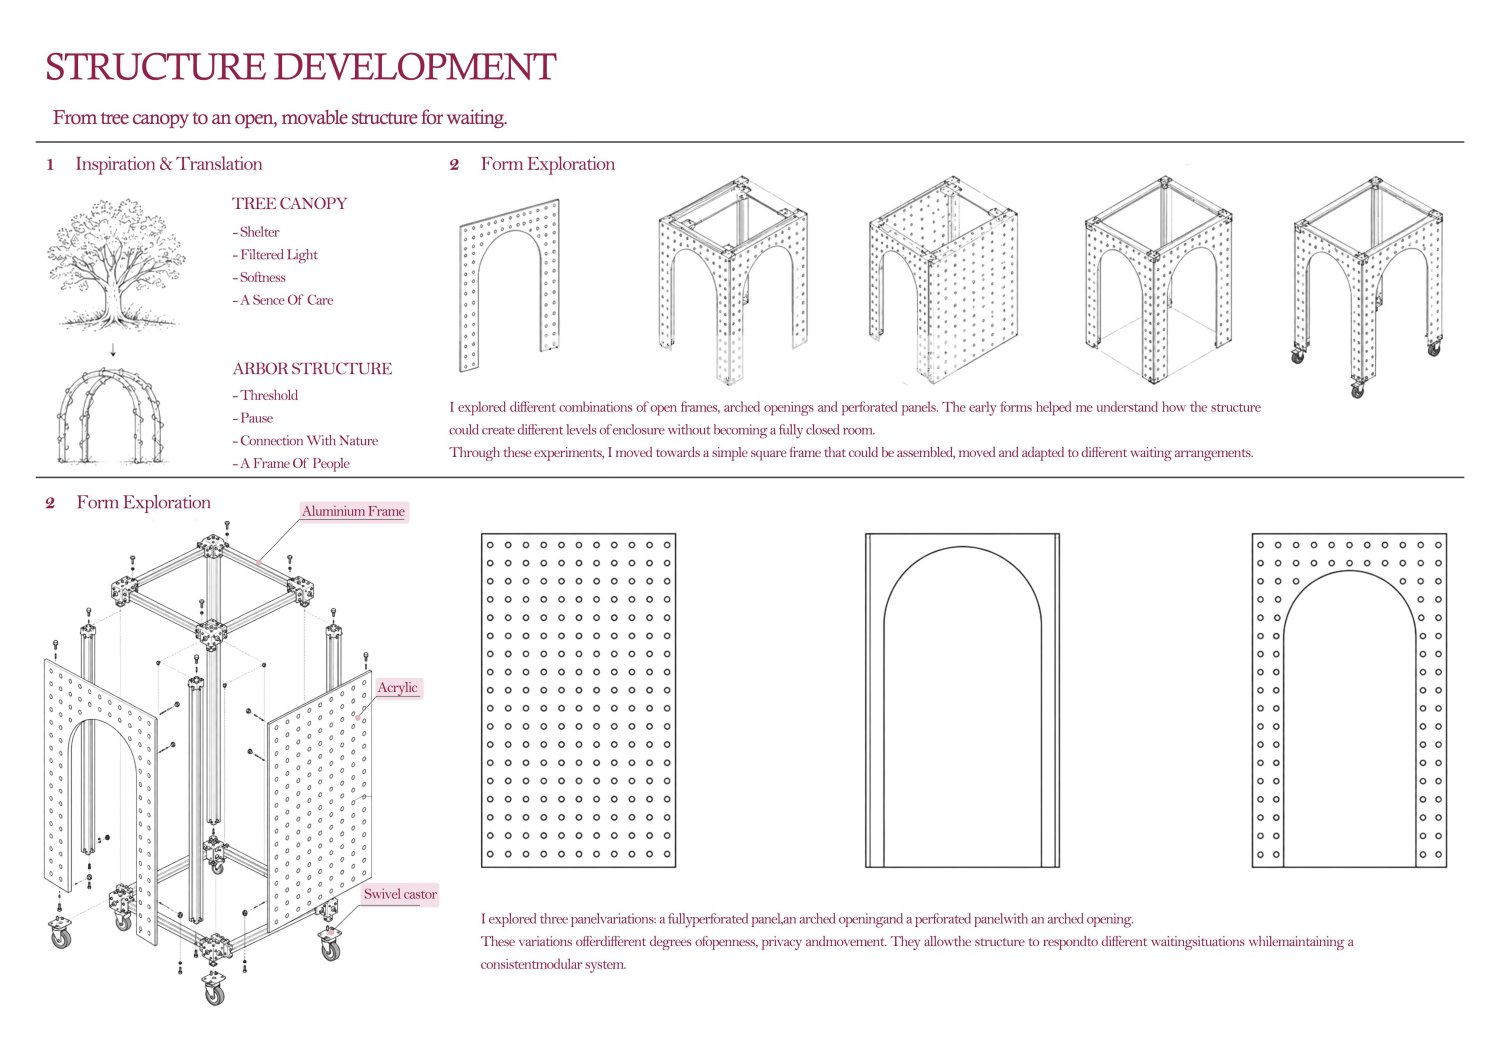 STRUCTURE DEVELOPMENT
From tree canopy to an open, movable structure for waiting.
1 Inspiration & Translation
TREE CANOPY
- Shelter
- Filtered Light
- Softness
- A Sence Of Care
ARBOR STRUCTURE
- Threshold
- Pause
- Connection With Nature
- A Frame Of People
2 Form Exploration
I explored different combinations of open frames, arched openings and perforated panels. The early forms helped me understand how the structure
could create different levels of enclosure without becoming a fully closed room.
Through these experiments, I moved towards a simple square frame that could be assembled, moved and adapted to different waiting arrangements.
2 Form Exploration
Aluminium Frame
Acrylic
Swivel castor
I explored three panelvariations: a fullyperforated panel,an arched openingand a perforated panelwith an arched opening.
These variations offerdifferent degrees ofopenness, privacy andmovement. They allowthe structure to respondto different waitingsituations whilemaintaining a
consistentmodular system.